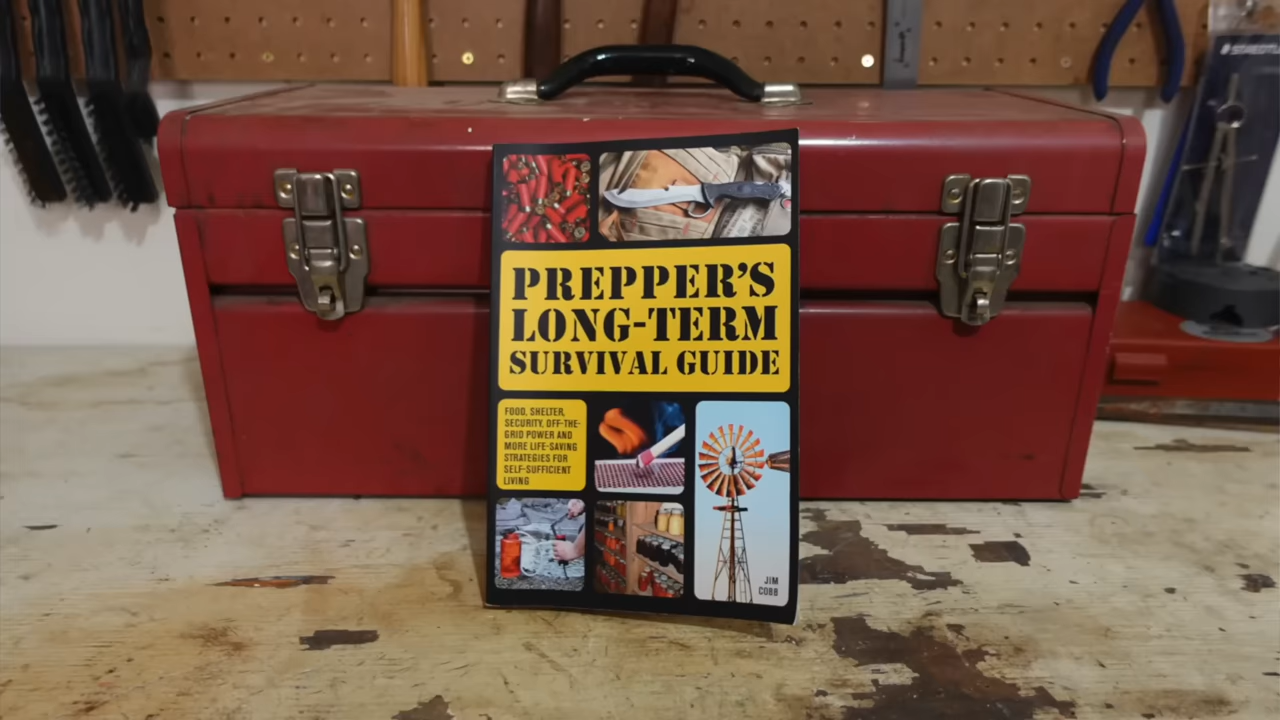 STAEDTLER
PREPPER'S
LONG-TERM
SURVIVAL GUIDE
FOOD, SHELTER,
SECURITY, OFF-THE-
GRID POWER AND
MORE LIFE-SAVING
STRATEGIES FOR
SELF-SUFFICIENT
LIVING
JIM
COBB